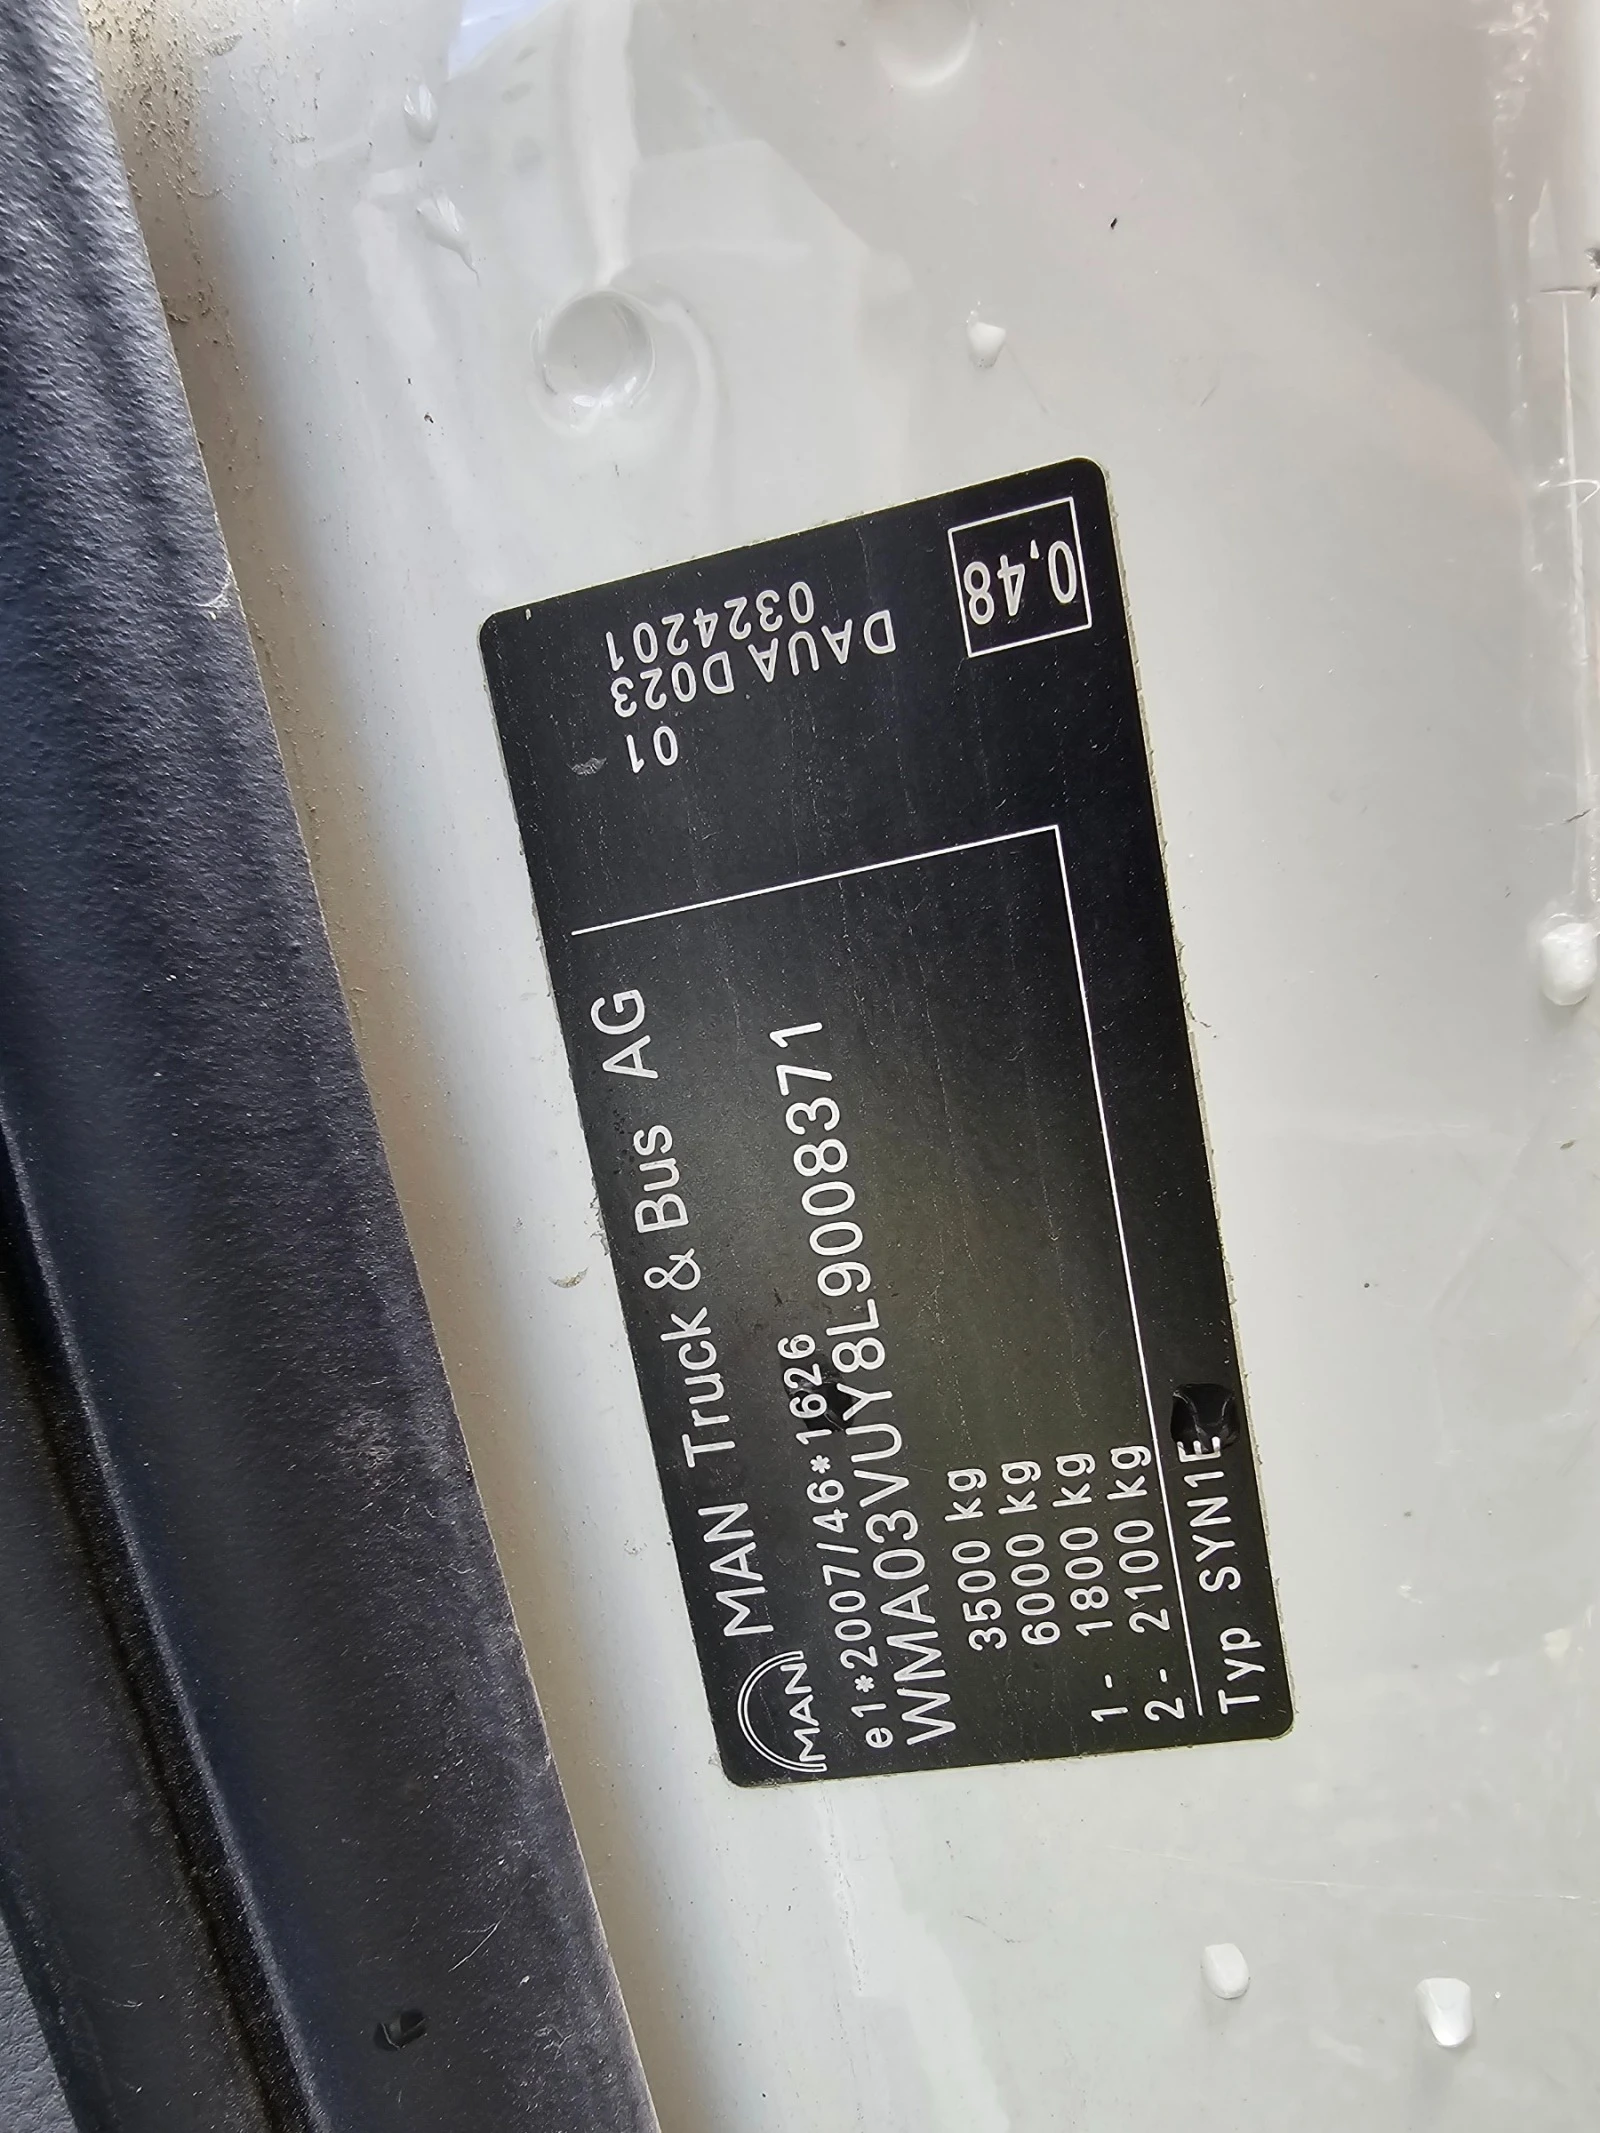 MAN
MAN Truck & Bus AG
e1*2007/46*1626
WMA03VUY8L9008371
3500 kg
6000 kg
1- 1800 kg
2- 2100 kg
Typ SYN1E
01
D023
DAUA
0324201
0,48